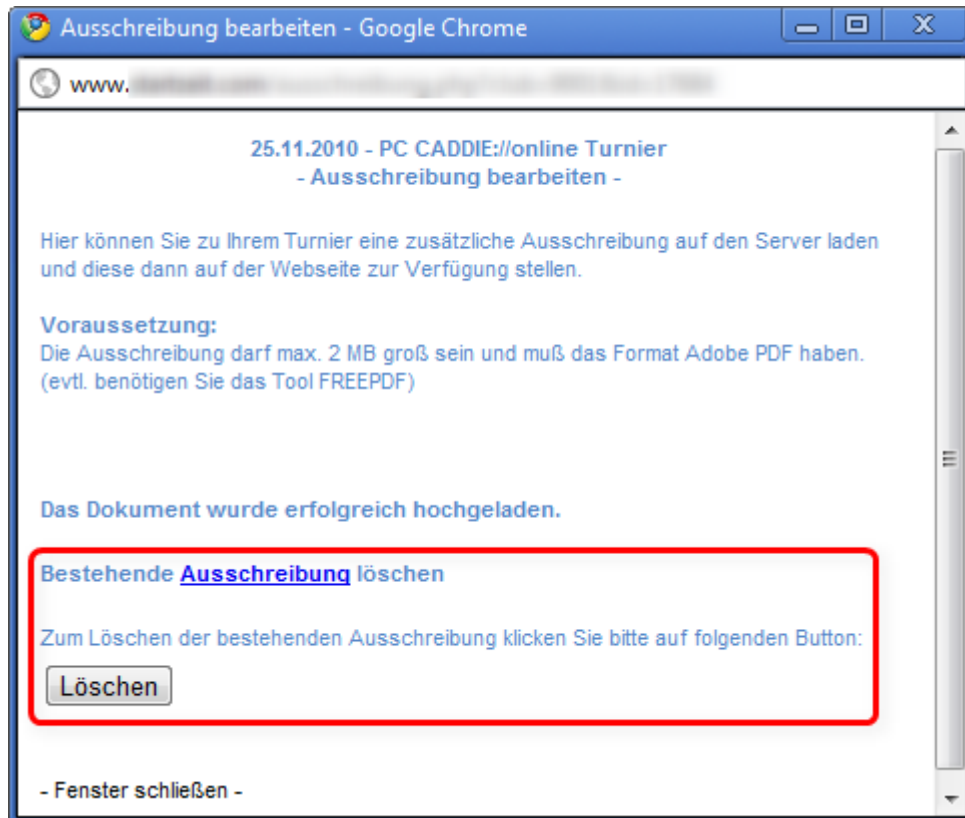 Ausschreibung bearbeiten - Google Chrome
www.
25.11.2010 - PC CADDIE://online Turnier
- Ausschreibung bearbeiten -
Hier können Sie zu Ihrem Turnier eine zusätzliche Ausschreibung auf den Server laden
und diese dann auf der Webseite zur Verfügung stellen.
Voraussetzung:
Die Ausschreibung darf max. 2 MB groß sein und muß das Format Adobe PDF haben.
(evtl. benötigen Sie das Tool FREEPDF)
Das Dokument wurde erfolgreich hochgeladen.
Bestehende Ausschreibung löschen
Zum Löschen der bestehenden Ausschreibung klicken Sie bitte auf folgenden Button:
Löschen
- Fenster schließen -